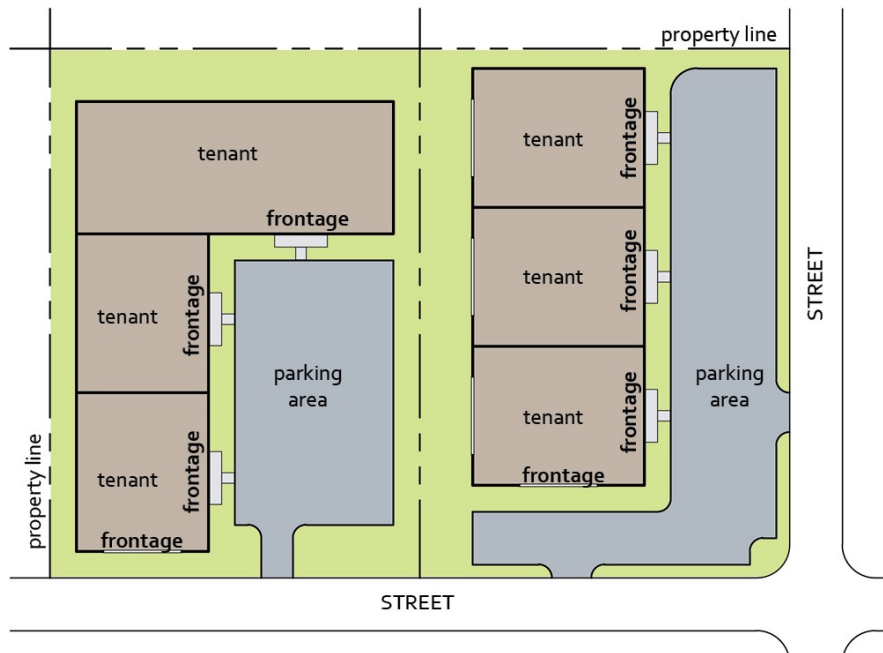 property line
tenant
frontage
tenant
frontage
tenant
frontage
frontage
parking
area
property line
tenant
frontage
tenant
frontage
tenant
frontage
frontage
parking
area
STREET
STREET